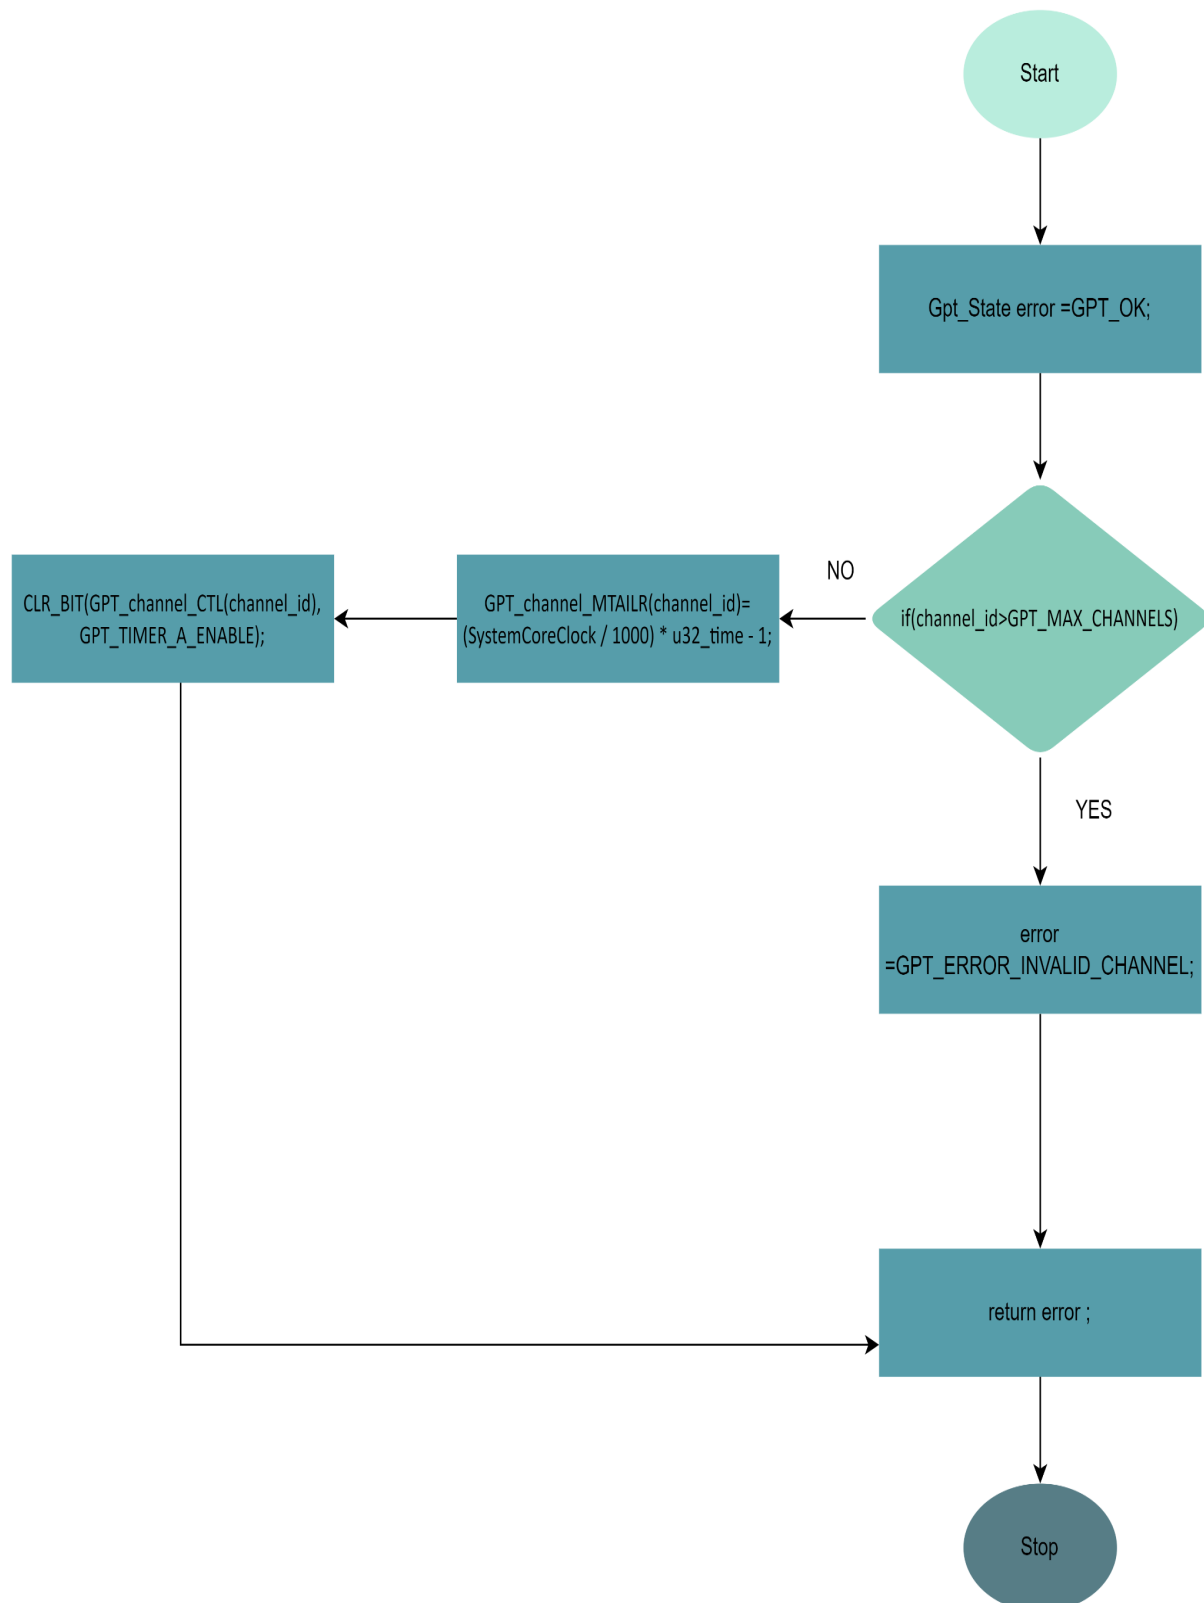 Start
Gpt_State error =GPT_OK;
if(channel_id>GPT_MAX_CHANNELS)
NO
GPT_channel_MTAILR(channel_id)=
(SystemCoreClock / 1000) * u32_time - 1;
CLR_BIT(GPT_channel_CTL(channel_id),
GPT_TIMER_A_ENABLE);
YES
error
=GPT_ERROR_INVALID_CHANNEL;
return error ;
Stop